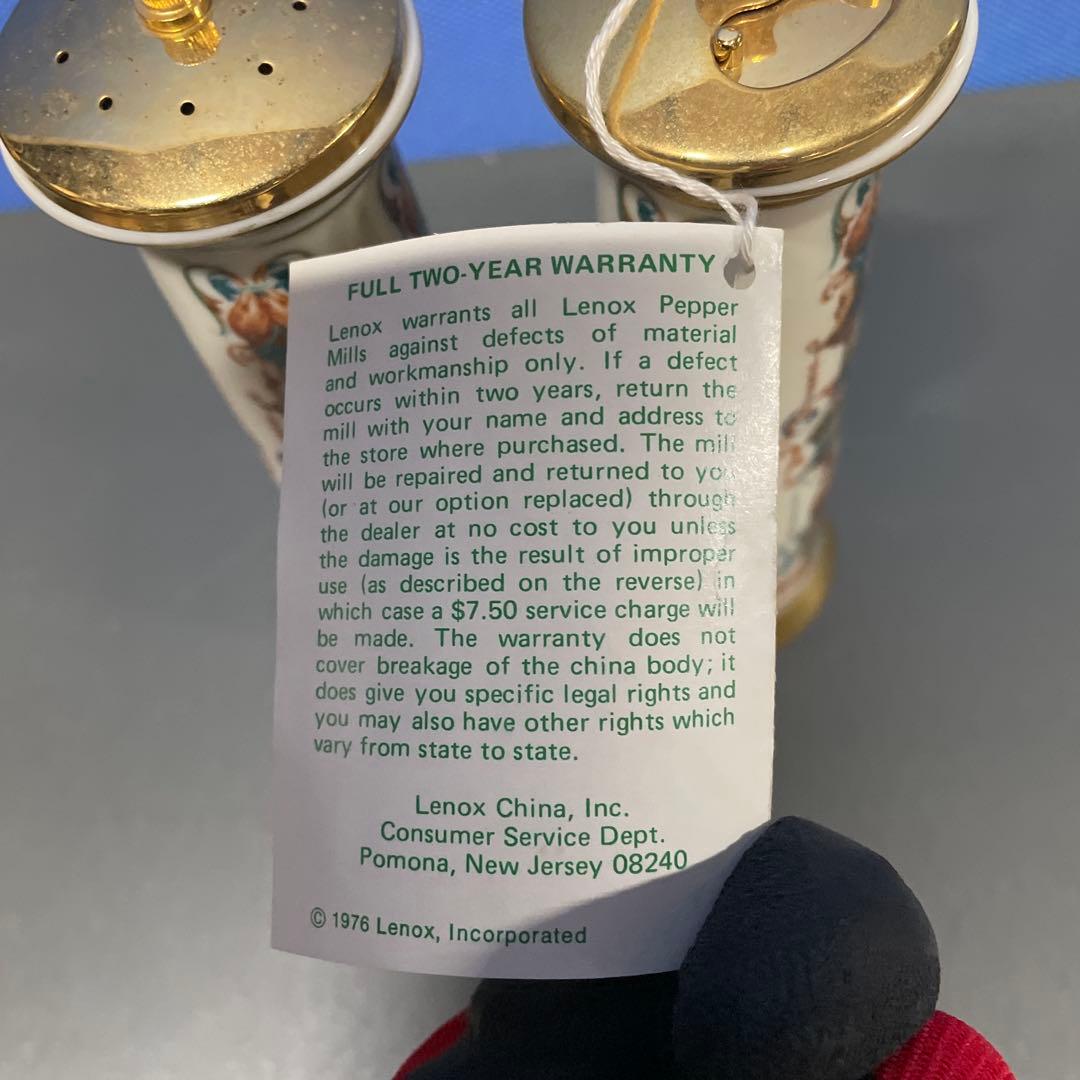 FULL TWO-YEAR WARRANTY
Lenox warrants all Lenox Pepper
Mills against defects of material
and workmanship only. If a defect
occurs within two years, return the
mill with your name and address to
the store where purchased. The mill
will be repaired and returned to you
(or at our option replaced) through
the dealer at no cost to you unless
the damage is the result of improper
use (as described on the reverse) in
which case a $7.50 service charge will
be made. The warranty does not
cover breakage of the china body; it
does give you specific legal rights and
you may also have other rights which
vary from state to state.
Lenox China, Inc.
Consumer Service Dept.
Pomona, New Jersey 08240
© 1976 Lenox, Incorporated